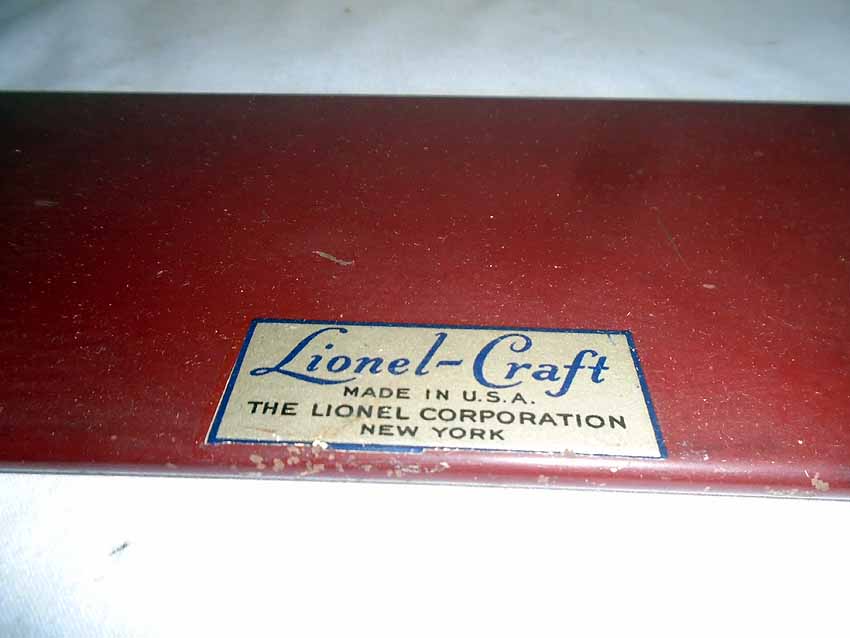 Lionel-Craft
MADE IN U.S.A.
THE LIONEL CORPORATION
NEW YORK